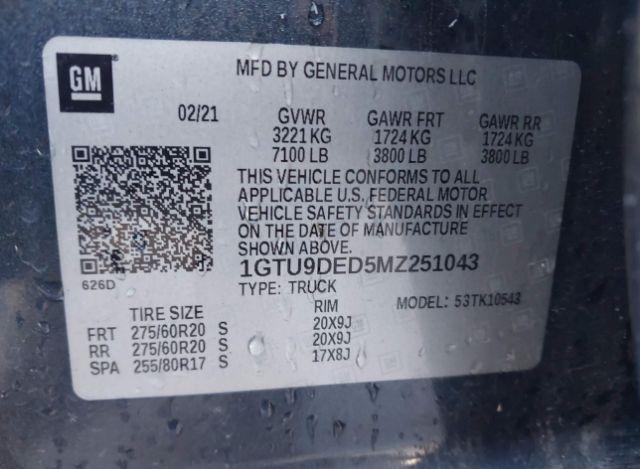 GM
MFD BY GENERAL MOTORS LLC
02/21 GVWR GAWR FRT GAWR RR
3221 KG 1724 KG 1724 KG
7100 LB 3800 LB 3800 LB
THIS VEHICLE CONFORMS TO ALL
APPLICABLE U.S. FEDERAL MOTOR
VEHICLE SAFETY STANDARDS IN EFFECT
ON THE DATE OF MANUFACTURE
SHOWN ABOVE.
626D 1GTU9DED5MZ251043
TYPE: TRUCK MODEL: 53TK10543
TIRE SIZE RIM
FRT 275/60R20 S 20X9J
RR 275/60R20 S 20X9J
SPA 255/80R17 S 17X8J